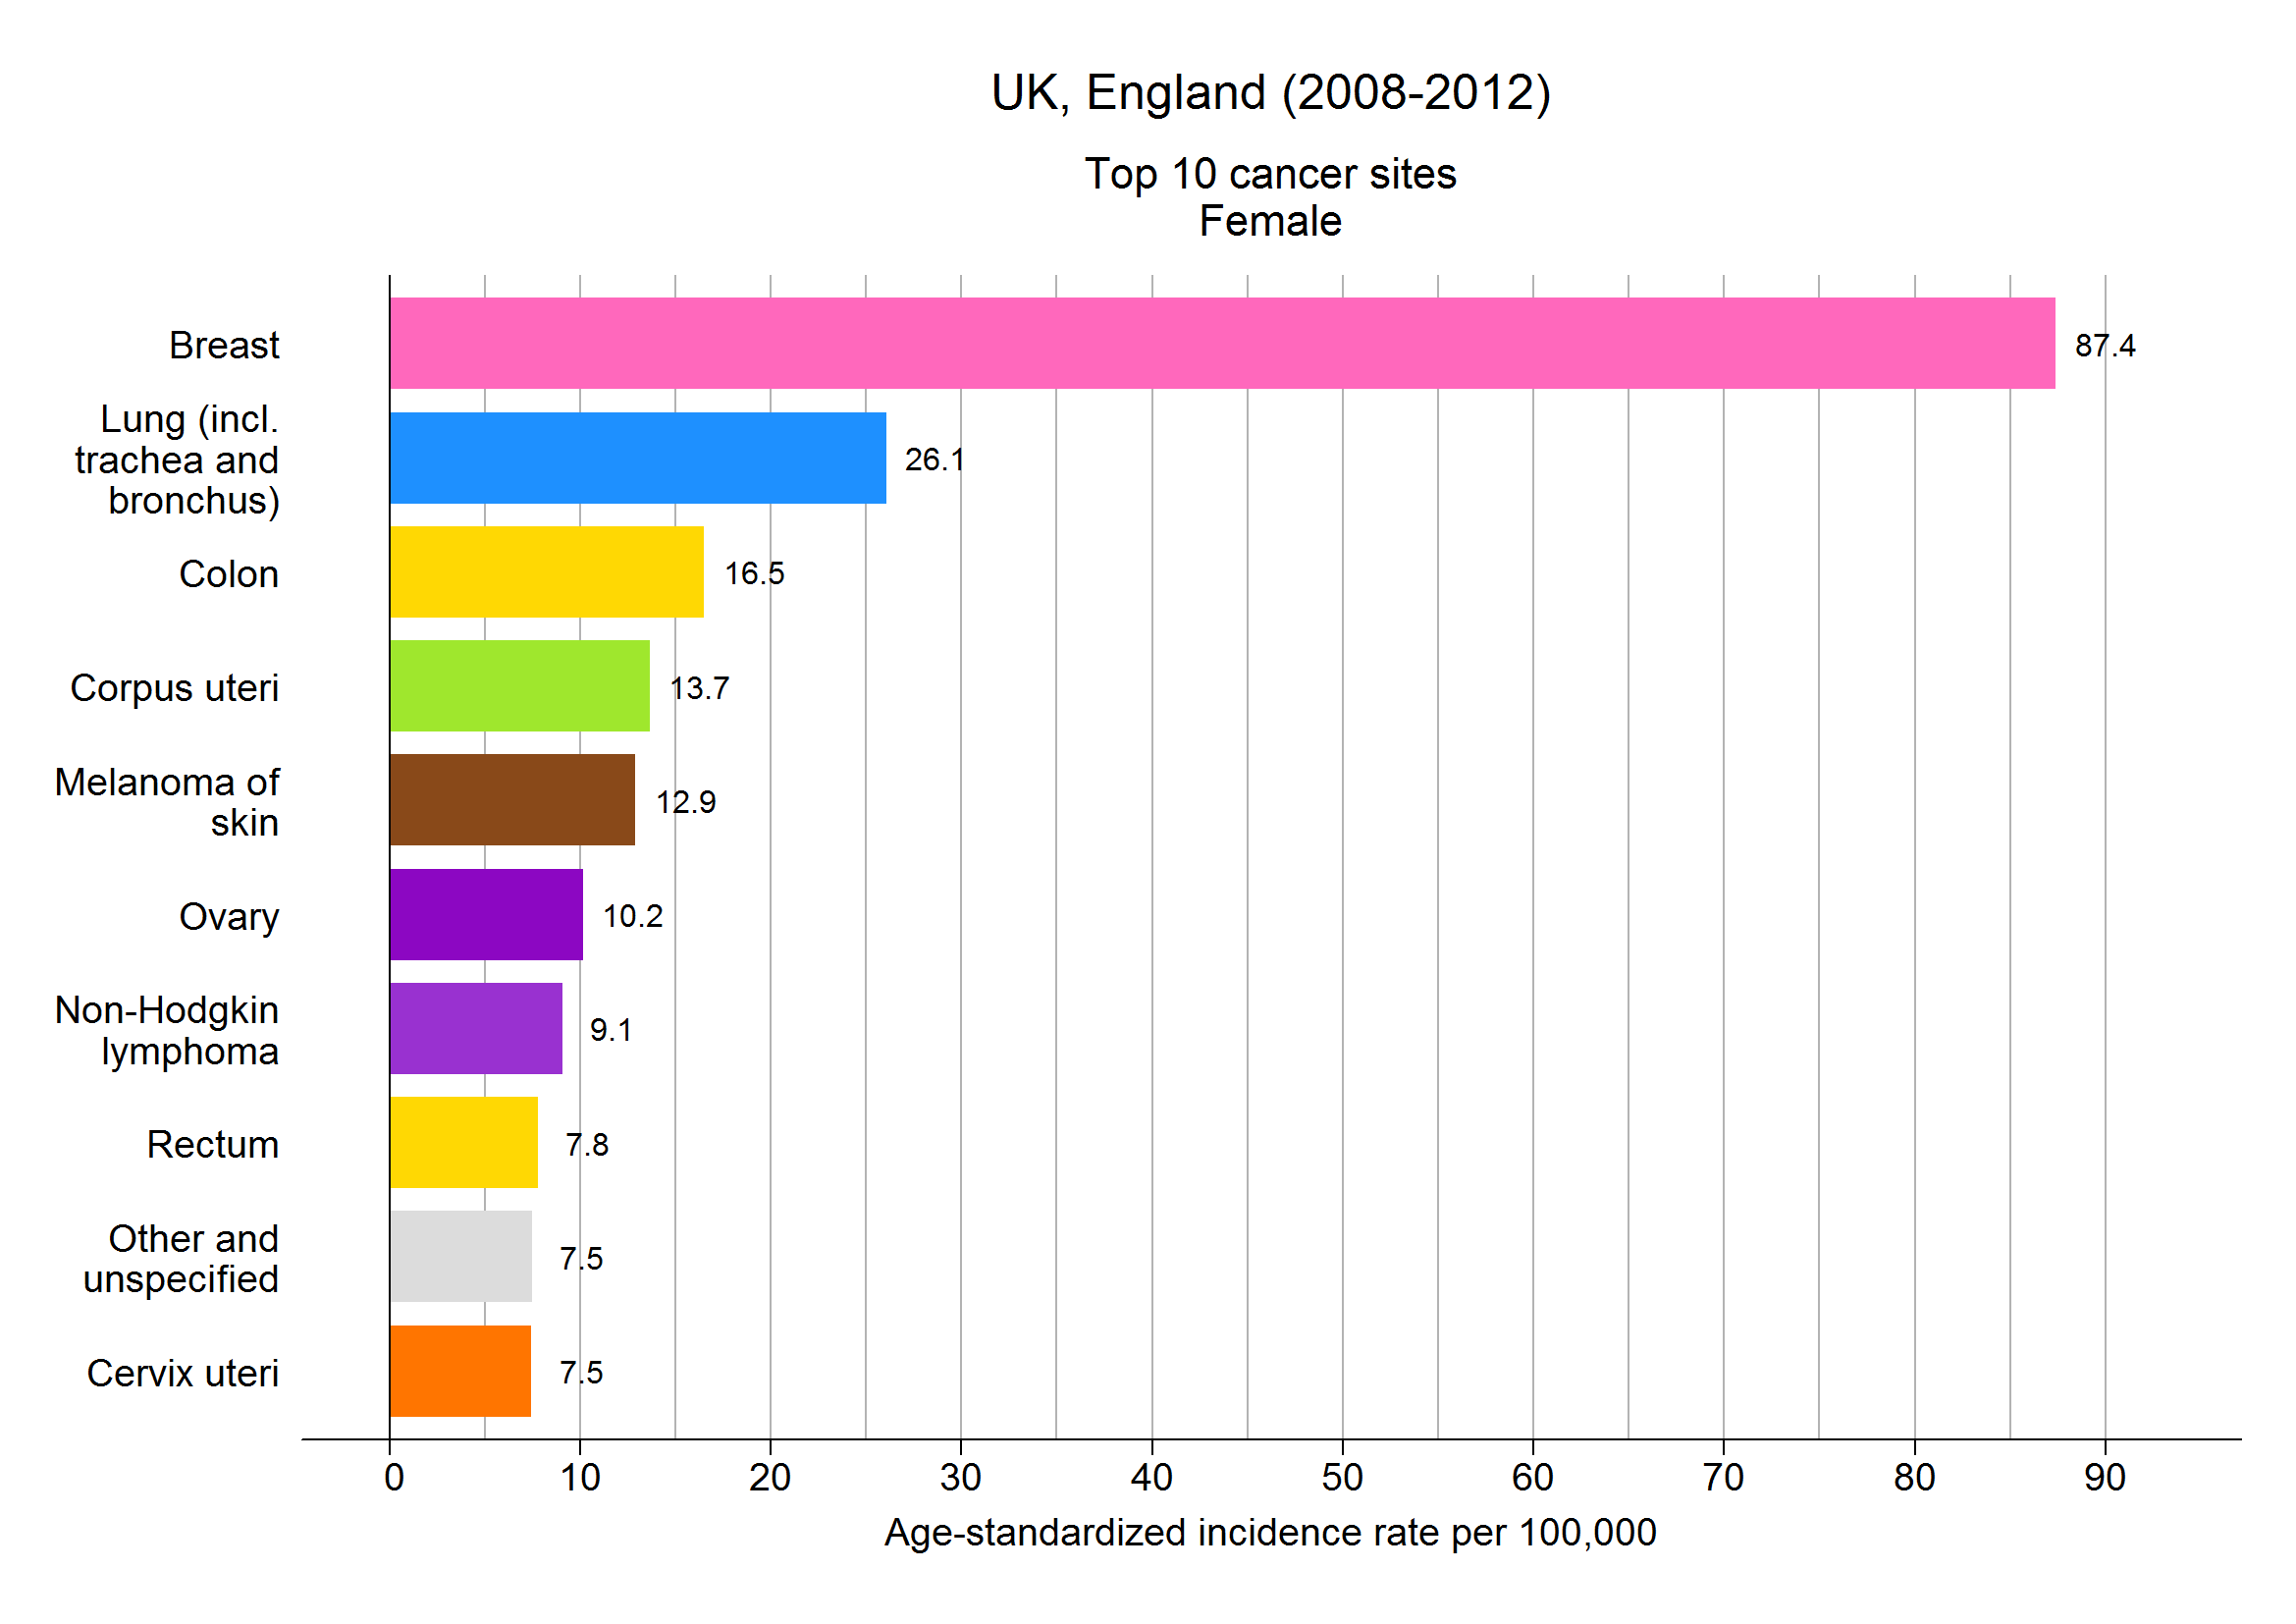 UK, England (2008-2012)
Top 10 cancer sites
Female
Breast
87.4
Lung (incl.
trachea and
bronchus)
26.1
Colon
16.5
Corpus uteri
13.7
Melanoma of
skin
12.9
Ovary
10.2
Non-Hodgkin
lymphoma
9.1
Rectum
7.8
Other and
unspecified
7.5
Cervix uteri
7.5
0 10 20 30 40 50 60 70 80 90
Age-standardized incidence rate per 100,000